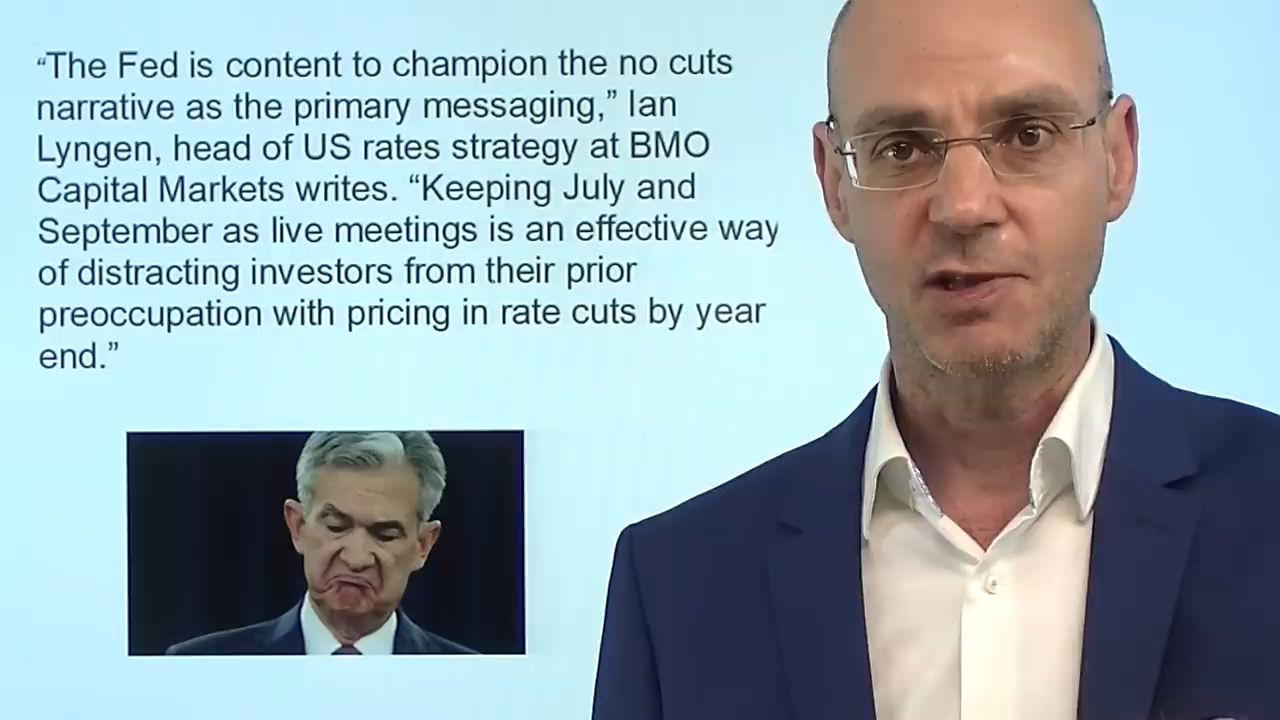 “The Fed is content to champion the no cuts
narrative as the primary messaging,” Ian
Lyngen, head of US rates strategy at BMO
Capital Markets writes. “Keeping July and
September as live meetings is an effective way
of distracting investors from their prior
preoccupation with pricing in rate cuts by year
end.”